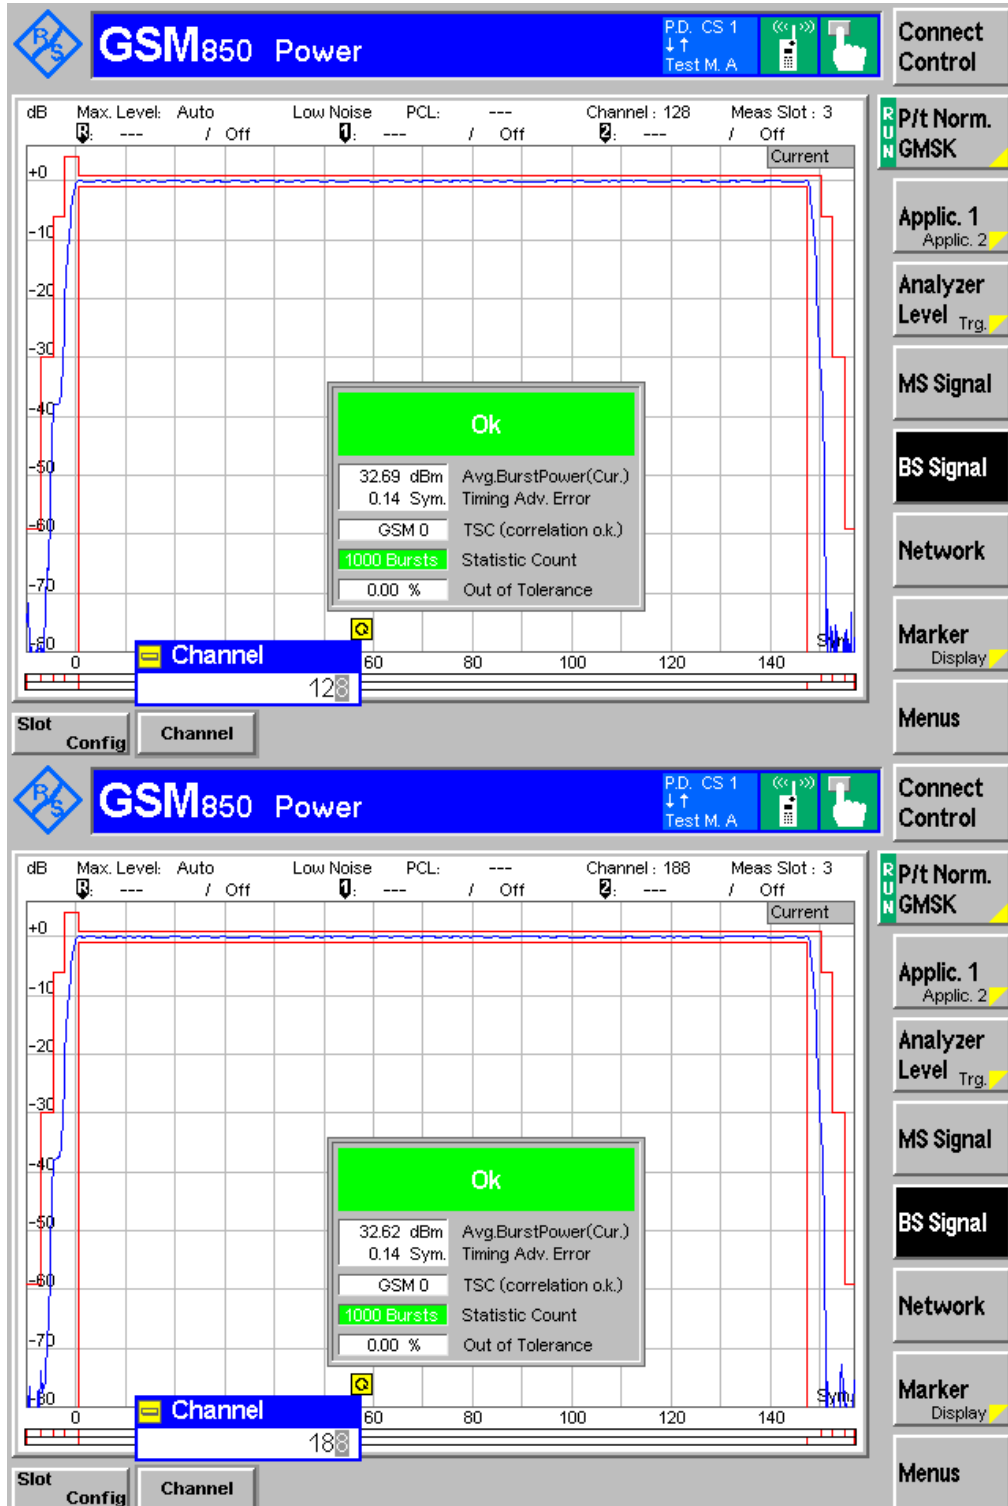 R/S
GSM850 Power
P.D. CS 1
↓↑
Test M. A
Connect
Control
dB Max. Level: Auto Low Noise PCL: --- Channel : 128 Meas Slot : 3
R: --- / Off 1: --- / Off 2: --- / Off
Current
RUN
P/t Norm.
GMSK
+0
-10
-20
-30
-40
-50
-60
-70
-80
Applic. 1
Applic. 2
Analyzer
Level Trg.
MS Signal
BS Signal
Network
Marker
Display
Menus
Ok
32.69 dBm Avg.BurstPower(Cur.)
0.14 Sym. Timing Adv. Error
GSM 0 TSC (correlation o.k.)
1000 Bursts Statistic Count
0.00 % Out of Tolerance
0 60 80 100 120 140
Channel
128
Slot
Config
Channel
R/S
GSM850 Power
P.D. CS 1
↓↑
Test M. A
Connect
Control
dB Max. Level: Auto Low Noise PCL: --- Channel : 188 Meas Slot : 3
R: --- / Off 1: --- / Off 2: --- / Off
Current
RUN
P/t Norm.
GMSK
+0
-10
-20
-30
-40
-50
-60
-70
-80
Applic. 1
Applic. 2
Analyzer
Level Trg.
MS Signal
BS Signal
Network
Marker
Display
Menus
Ok
32.62 dBm Avg.BurstPower(Cur.)
0.14 Sym. Timing Adv. Error
GSM 0 TSC (correlation o.k.)
1000 Bursts Statistic Count
0.00 % Out of Tolerance
Sym.
0 60 80 100 120 140
Channel
188
Slot
Config
Channel